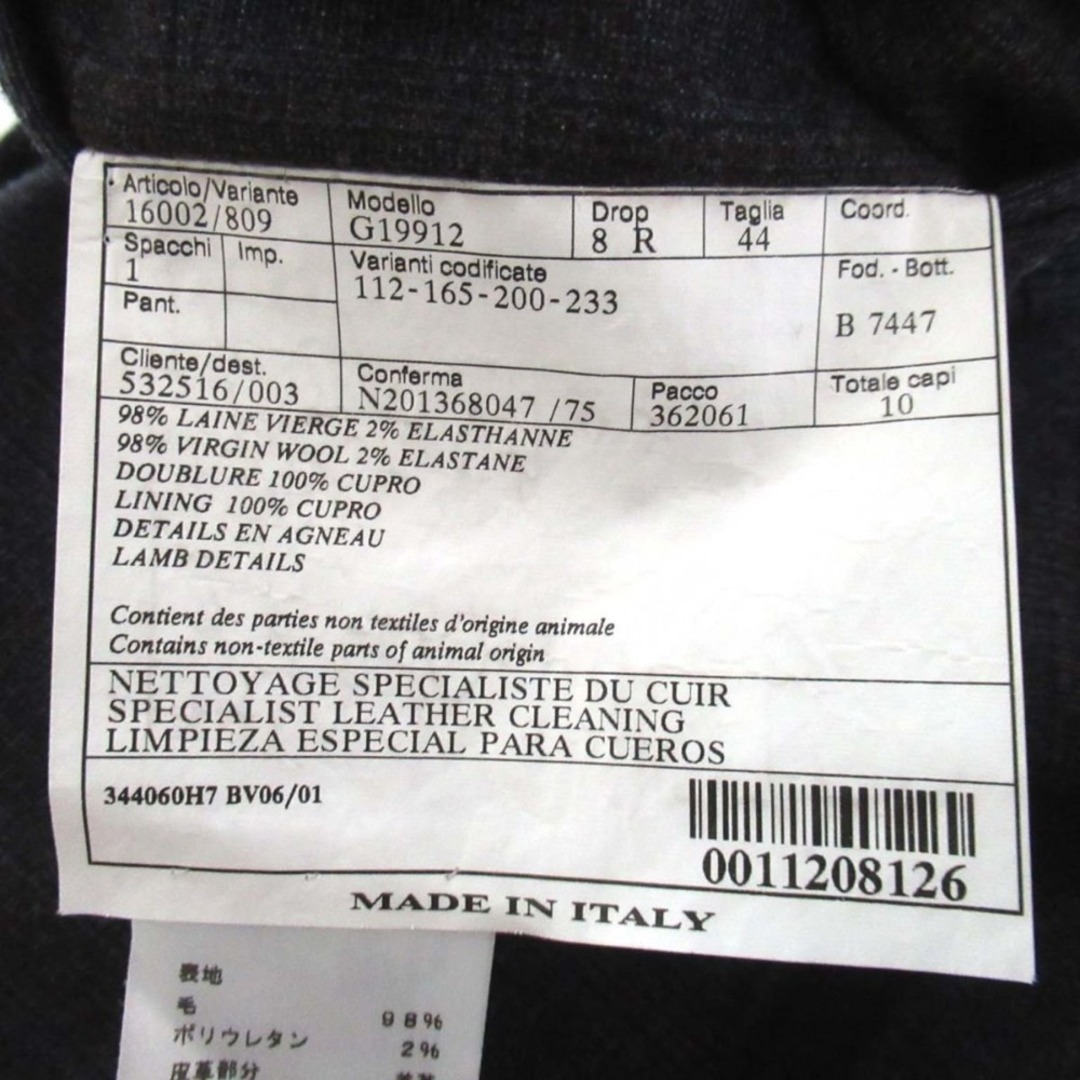 Articolo/Variante Modello Drop Taglia Coord.
16002/809 G19912 8 R 44
Spacchi Imp. Varianti codificate Fod. - Bott.
1 112-165-200-233
Pant. B 7447
Cliente/dest. Conferma Pacco Totale capi
532516/003 N201368047 /75 362061 10
98% LAINE VIERGE 2% ELASTHANNE
98% VIRGIN WOOL 2% ELASTANE
DOUBLURE 100% CUPRO
LINING 100% CUPRO
DETAILS EN AGNEAU
LAMB DETAILS
Contient des parties non textiles d'origine animale
Contains non-textile parts of animal origin
NETTOYAGE SPECIALISTE DU CUIR
SPECIALIST LEATHER CLEANING
LIMPIEZA ESPECIAL PARA CUEROS
344060H7 BV06/01
0011208126
MADE IN ITALY
表地
毛 98%
ポリウレタン 2%
皮革部分